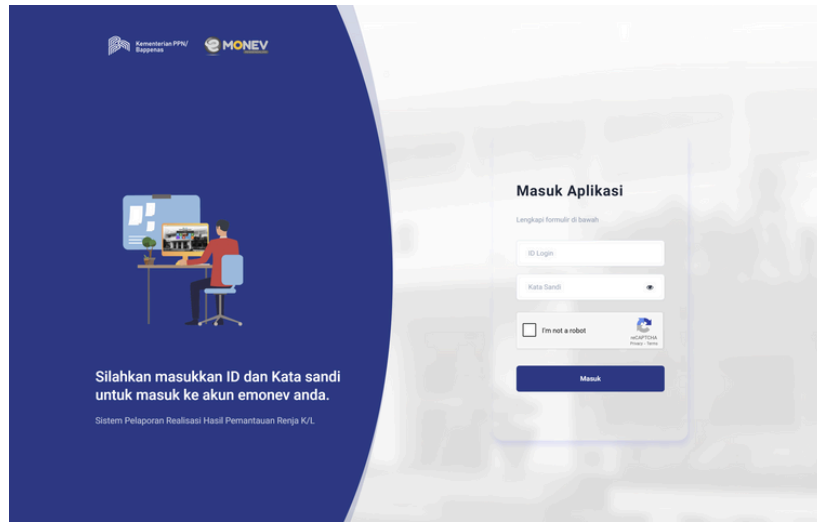 Kementerian PPN/
Bappenas
MONEV
Silahkan masukkan ID dan Kata sandi
untuk masuk ke akun emonev anda.
Sistem Pelaporan Realisasi Hasil Pemantauan Renja K/L
Masuk Aplikasi
Lengkapi formulir di bawah
ID Login
Kata Sandi
I'm not a robot
reCAPTCHA
Privacy - Terms
Masuk